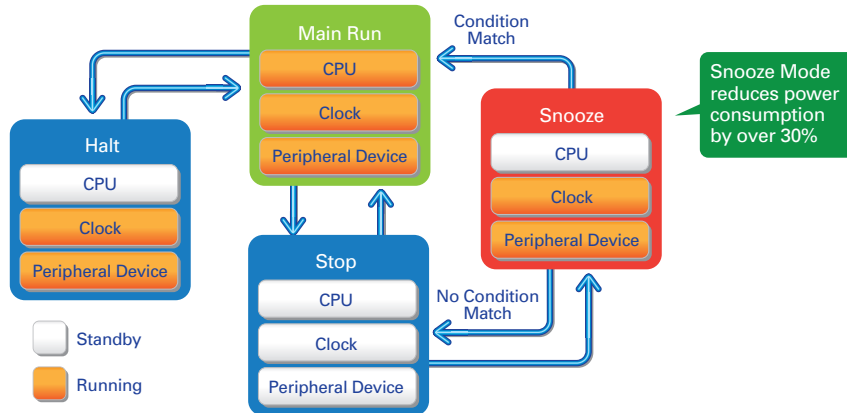 Main Run
CPU
Clock
Peripheral Device
Condition
Match
Snooze Mode
reduces power
consumption
by over 30%
Halt
CPU
Clock
Peripheral Device
Snooze
CPU
Clock
Peripheral Device
Stop
CPU
Clock
Peripheral Device
No Condition
Match
Standby
Running